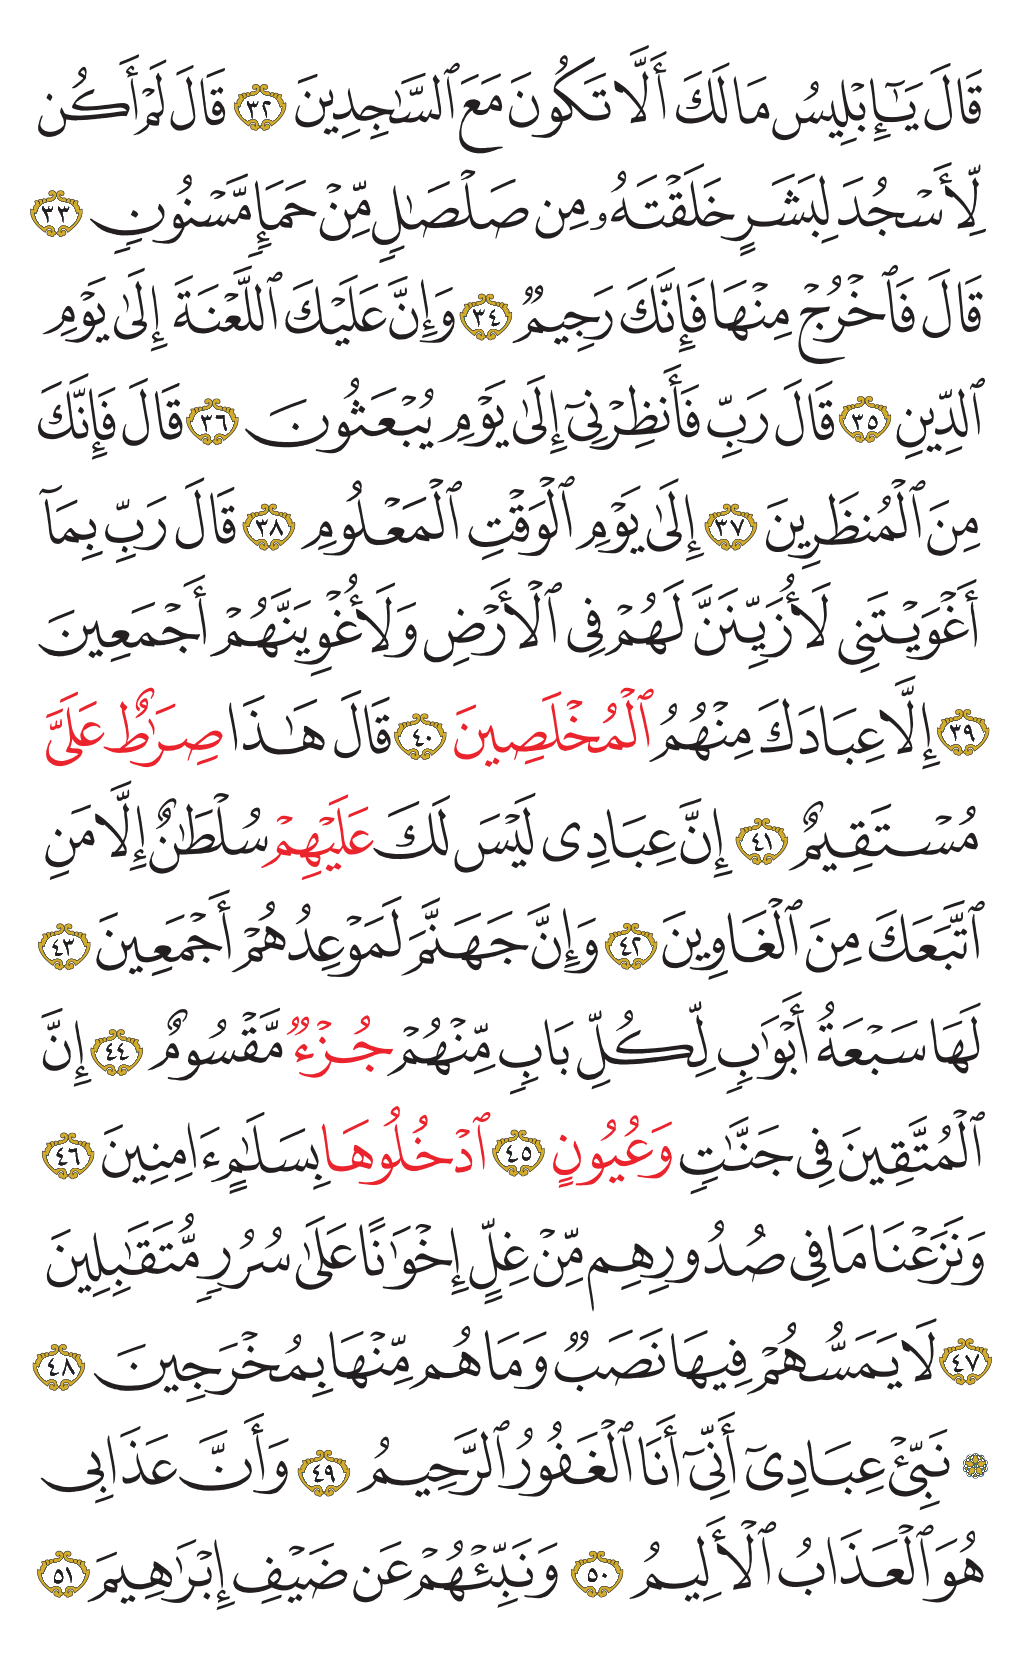 قَالَ يَـٰٓإِبْلِيسُ مَا لَكَ أَلَّا تَكُونَ مَعَ ٱلسَّـٰجِدِينَ ٣٢ قَالَ لَمْ أَكُن
لِّأَسْجُدَ لِبَشَرٍ خَلَقْتَهُۥ مِن صَلْصَـٰلٍ مِّنْ حَمَإٍ مَّسْنُونٍ ٣٣
قَالَ فَٱخْرُجْ مِنْهَا فَإِنَّكَ رَجِيمٌ ٣٤ وَإِنَّ عَلَيْكَ ٱللَّعْنَةَ إِلَىٰ يَوْمِ
ٱلدِّينِ ٣٥ قَالَ رَبِّ فَأَنظِرْنِىٓ إِلَىٰ يَوْمِ يُبْعَثُونَ ٣٦ قَالَ فَإِنَّكَ
مِنَ ٱلْمُنظَرِينَ ٣٧ إِلَىٰ يَوْمِ ٱلْوَقْتِ ٱلْمَعْلُومِ ٣٨ قَالَ رَبِّ بِمَآ
أَغْوَيْتَنِى لَأُزَيِّنَنَّ لَهُمْ فِى ٱلْأَرْضِ وَلَأُغْوِيَنَّهُمْ أَجْمَعِينَ
٣٩ إِلَّا عِبَادَكَ مِنْهُمُ ٱلْمُخْلَصِينَ ٤٠ قَالَ هَـٰذَا صِرَٰطٌ عَلَىَّ
مُسْتَقِيمٌ ٤١ إِنَّ عِبَادِى لَيْسَ لَكَ عَلَيْهِمْ سُلْطَـٰنٌ إِلَّا مَنِ
ٱتَّبَعَكَ مِنَ ٱلْغَاوِينَ ٤٢ وَإِنَّ جَهَنَّمَ لَمَوْعِدُهُمْ أَجْمَعِينَ ٤٣
لَهَا سَبْعَةُ أَبْوَٰبٍ لِّكُلِّ بَابٍ مِّنْهُمْ جُزْءٌ مَّقْسُومٌ ٤٤ إِنَّ
ٱلْمُتَّقِينَ فِى جَنَّـٰتٍ وَعُيُونٍ ٤٥ ٱدْخُلُوهَا بِسَلَـٰمٍ ءَامِنِينَ ٤٦
وَنَزَعْنَا مَا فِى صُدُورِهِم مِّنْ غِلٍّ إِخْوَٰنًا عَلَىٰ سُرُرٍ مُّتَقَـٰبِلِينَ
٤٧ لَا يَمَسُّهُمْ فِيهَا نَصَبٌ وَمَا هُم مِّنْهَا بِمُخْرَجِينَ ٤٨
۞ نَبِّئْ عِبَادِىٓ أَنِّىٓ أَنَا ٱلْغَفُورُ ٱلرَّحِيمُ ٤٩ وَأَنَّ عَذَابِى
هُوَ ٱلْعَذَابُ ٱلْأَلِيمُ ٥٠ وَنَبِّئْهُمْ عَن ضَيْفِ إِبْرَٰهِيمَ ٥١